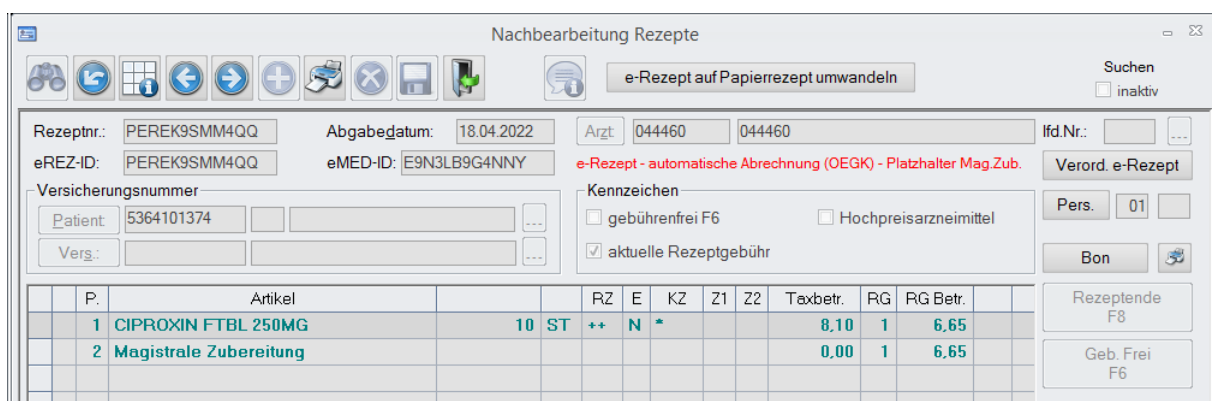 Nachbearbeitung Rezepte
e-Rezept auf Papierrezept umwandeln
Suchen
inaktiv
Rezeptnr.: PEREK9SMM4QQ Abgabedatum: 18.04.2022 Arzt 044460 044460 lfd.Nr.: ...
eREZ-ID: PEREK9SMM4QQ eMED-ID: E9N3LB9G4NNY e-Rezept - automatische Abrechnung (OEGK) - Platzhalter Mag.Zub. Verord. e-Rezept
Versicherungsnummer Kennzeichen
Patient: 5364101374 ... gebührenfrei F6 Hochpreisarzneimittel Pers. 01
Vers.: ... aktuelle Rezeptgebühr Bon
P. Artikel RZ E KZ Z1 Z2 Taxbetr. RG RG Betr. Rezeptende F8
1 CIPROXIN FTBL 250MG 10 ST ++ N * 8,10 1 6,65
2 Magistrale Zubereitung 0,00 1 6,65 Geb. Frei F6